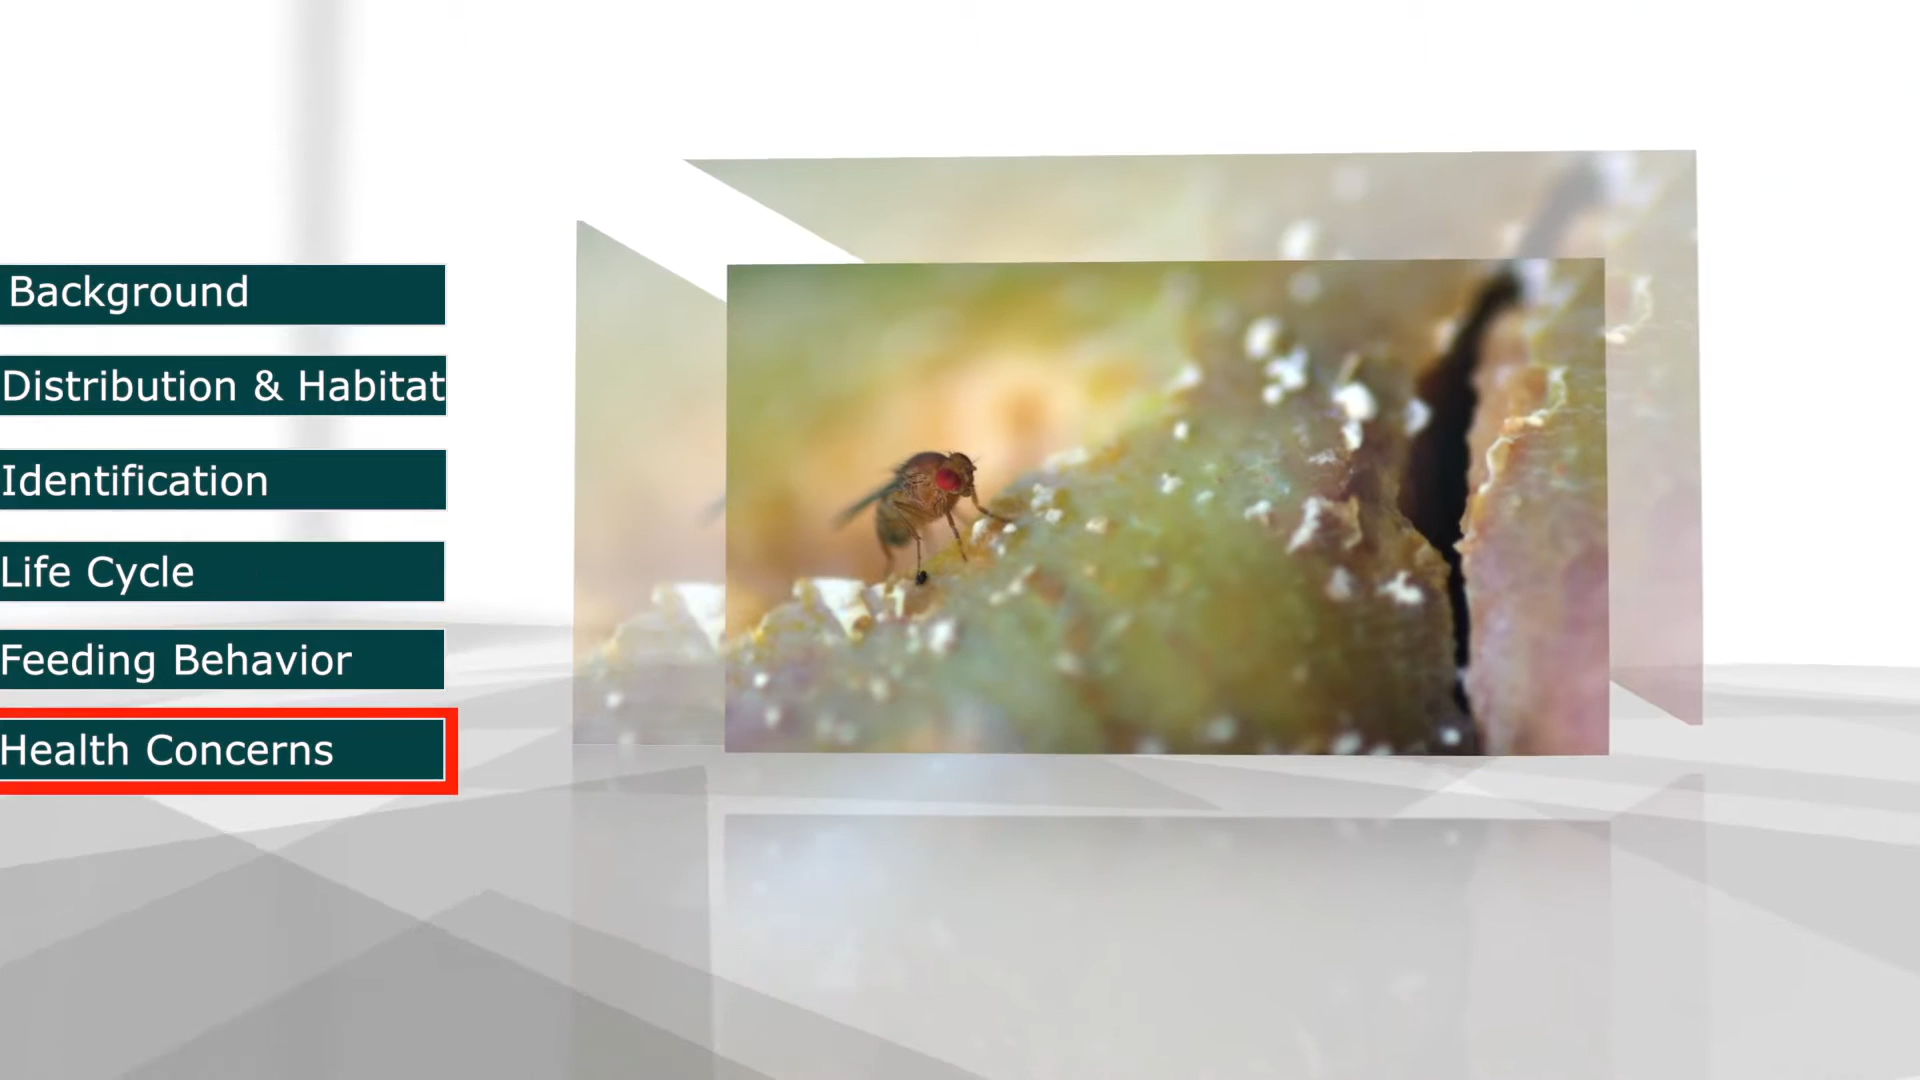 Background
Distribution & Habitat
Identification
Life Cycle
Feeding Behavior
Health Concerns